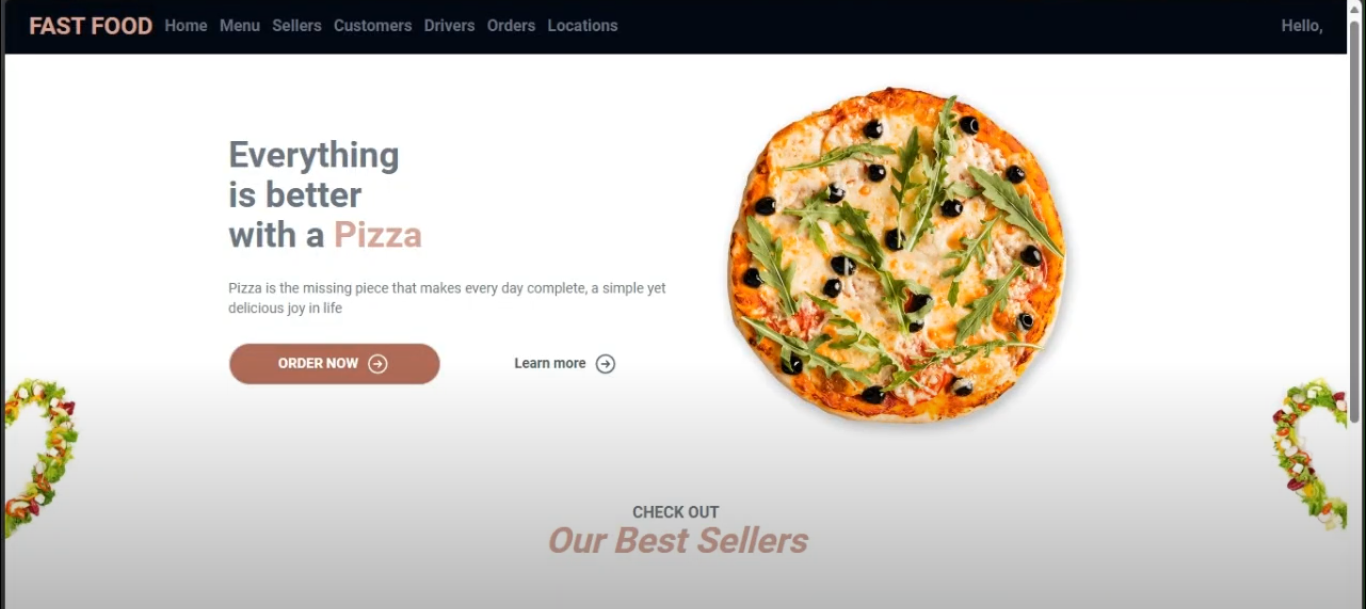 FAST FOOD Home Menu Sellers Customers Drivers Orders Locations Hello,
Everything
is better
with a Pizza
Pizza is the missing piece that makes every day complete, a simple yet
delicious joy in life
ORDER NOW Learn more
CHECK OUT
Our Best Sellers